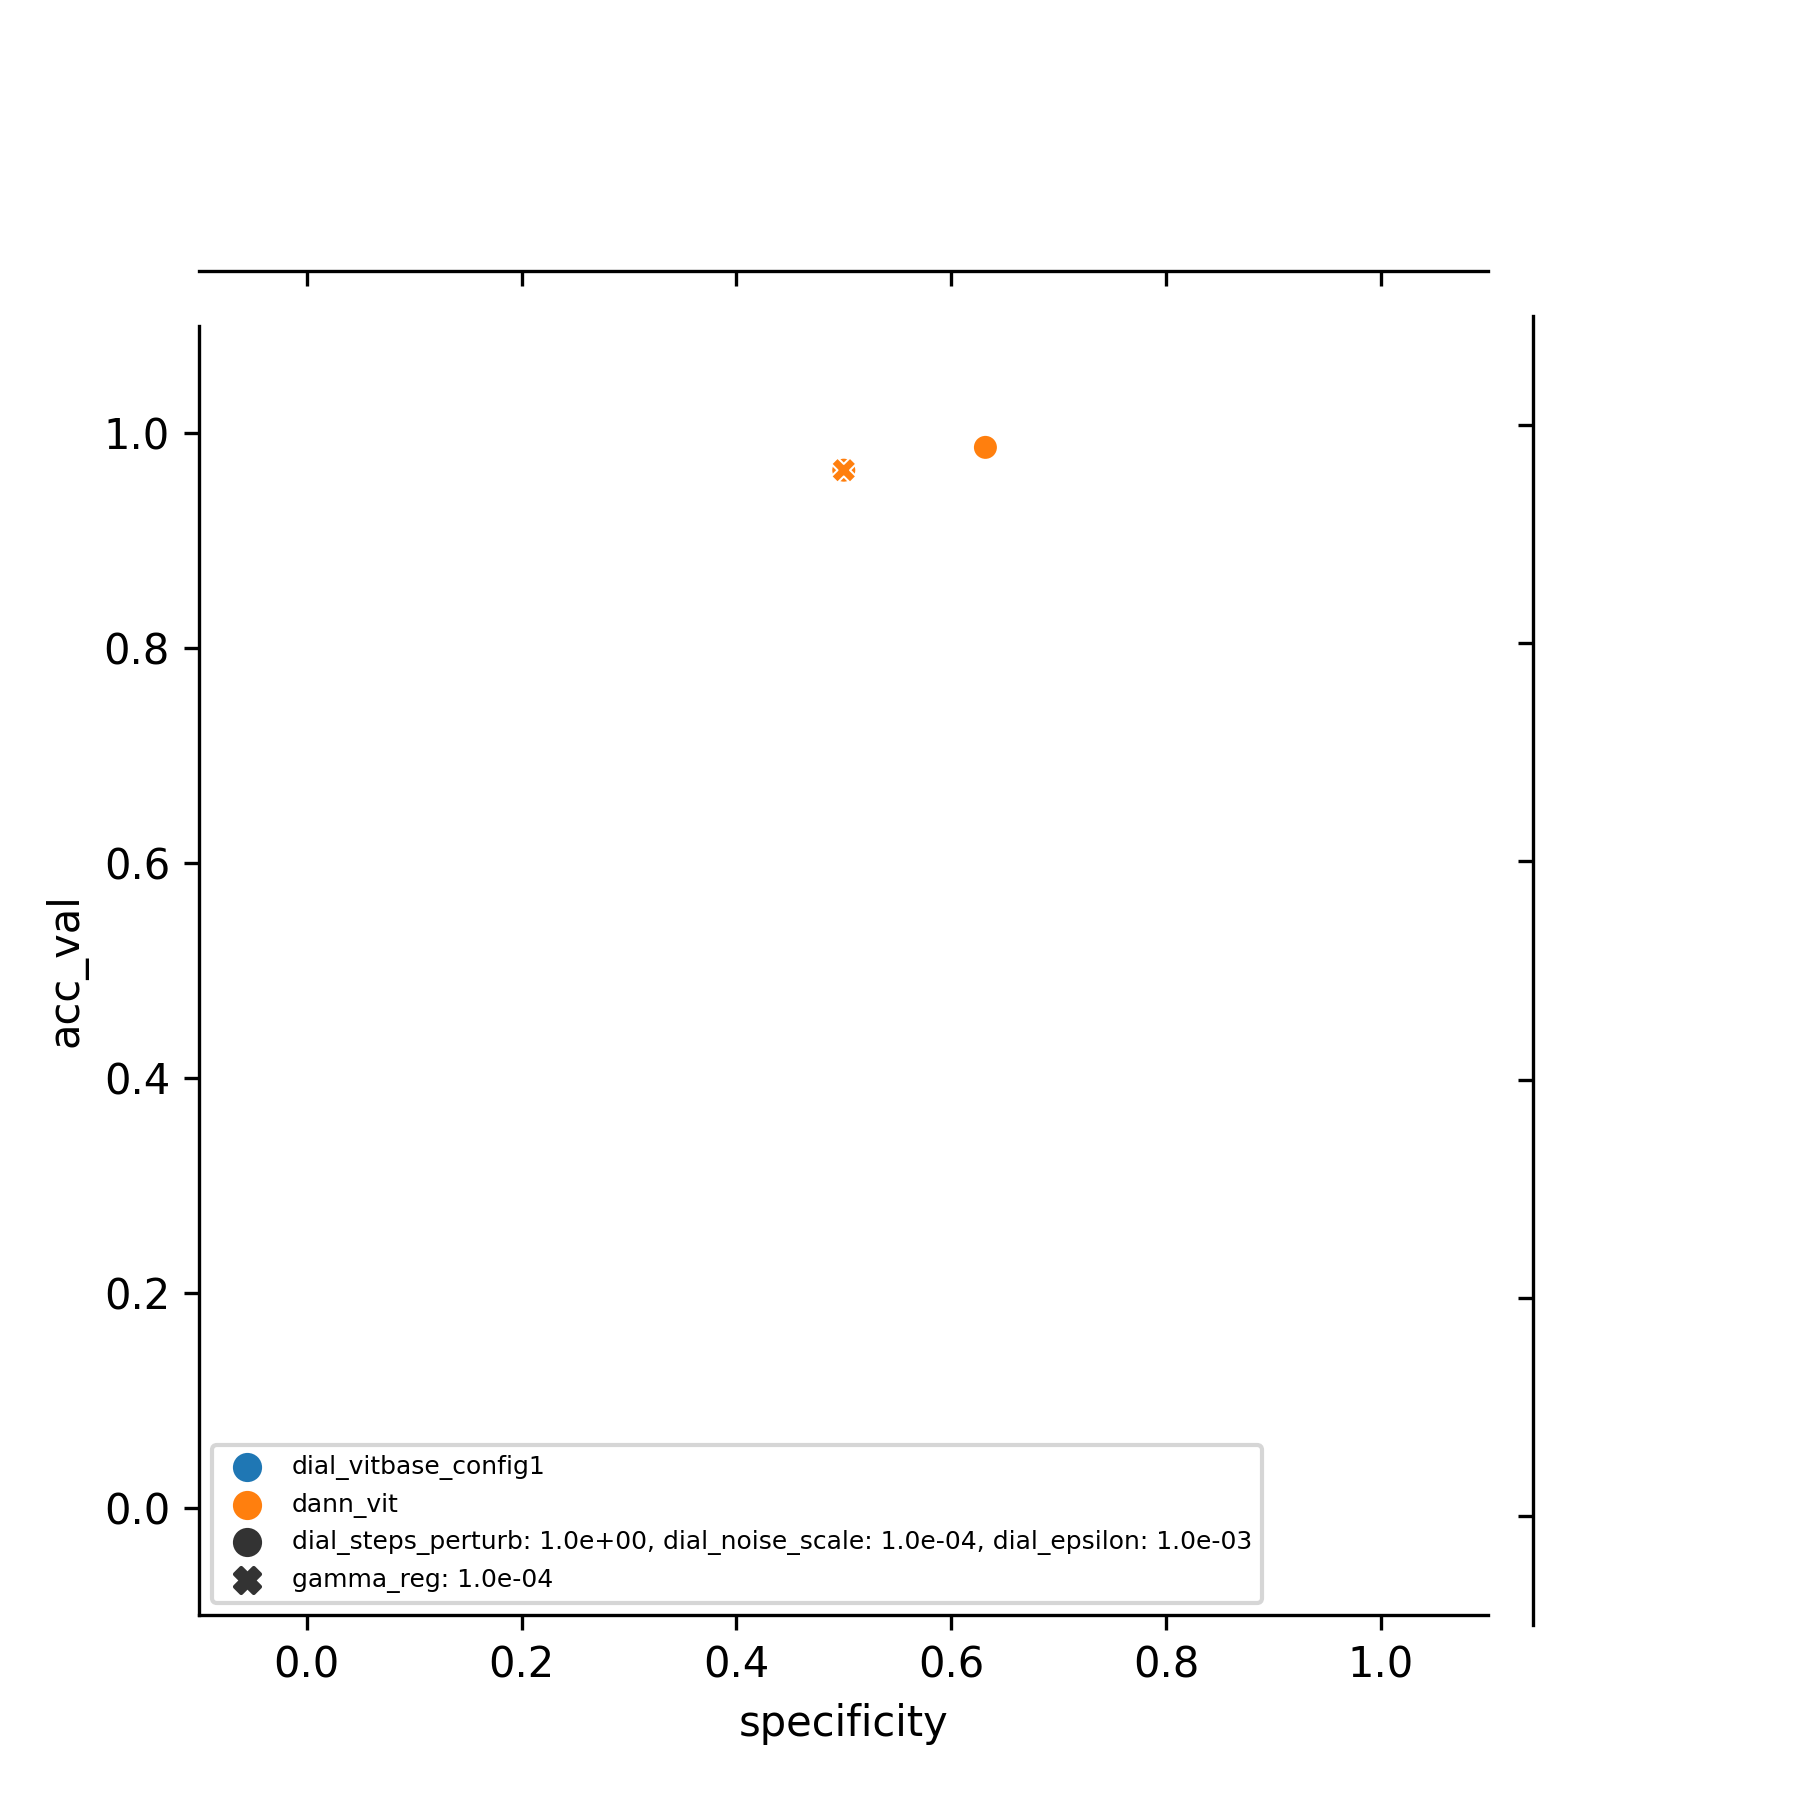 1.0
0.8
0.6
0.4
0.2
0.0
acc_val
dial_vitbase_config1
dann_vit
dial_steps_perturb: 1.0e+00, dial_noise_scale: 1.0e-04, dial_epsilon: 1.0e-03
gamma_reg: 1.0e-04
0.0 0.2 0.4 0.6 0.8 1.0
specificity